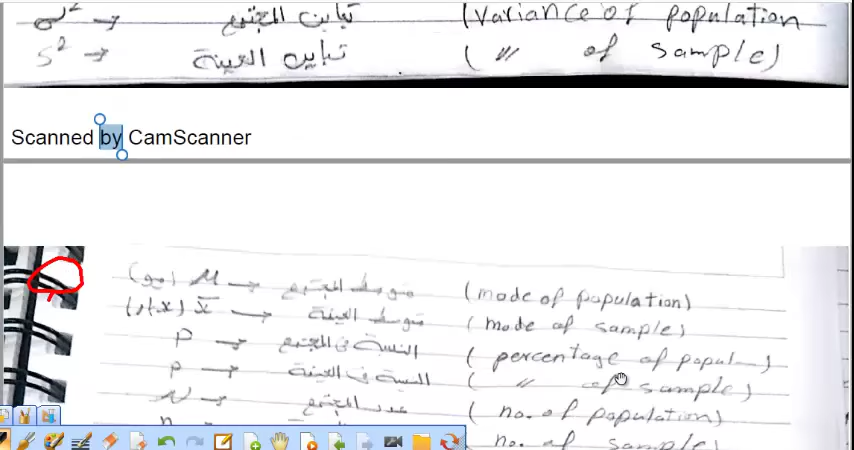 σ² → تباين المجتمع (Variance of population
S² → تباين العينة (〃 of sample)
Scanned by CamScanner
(ميو) μ → متوسط المجتمع (mode of population)
x̄ → متوسط العينة (mode of sample)
P → النسبة في المجتمع (percentage of popul )
P → النسبة في العينة (〃 of sample)
N → عدد المجتمع (no. of population)
n (no. of sample)